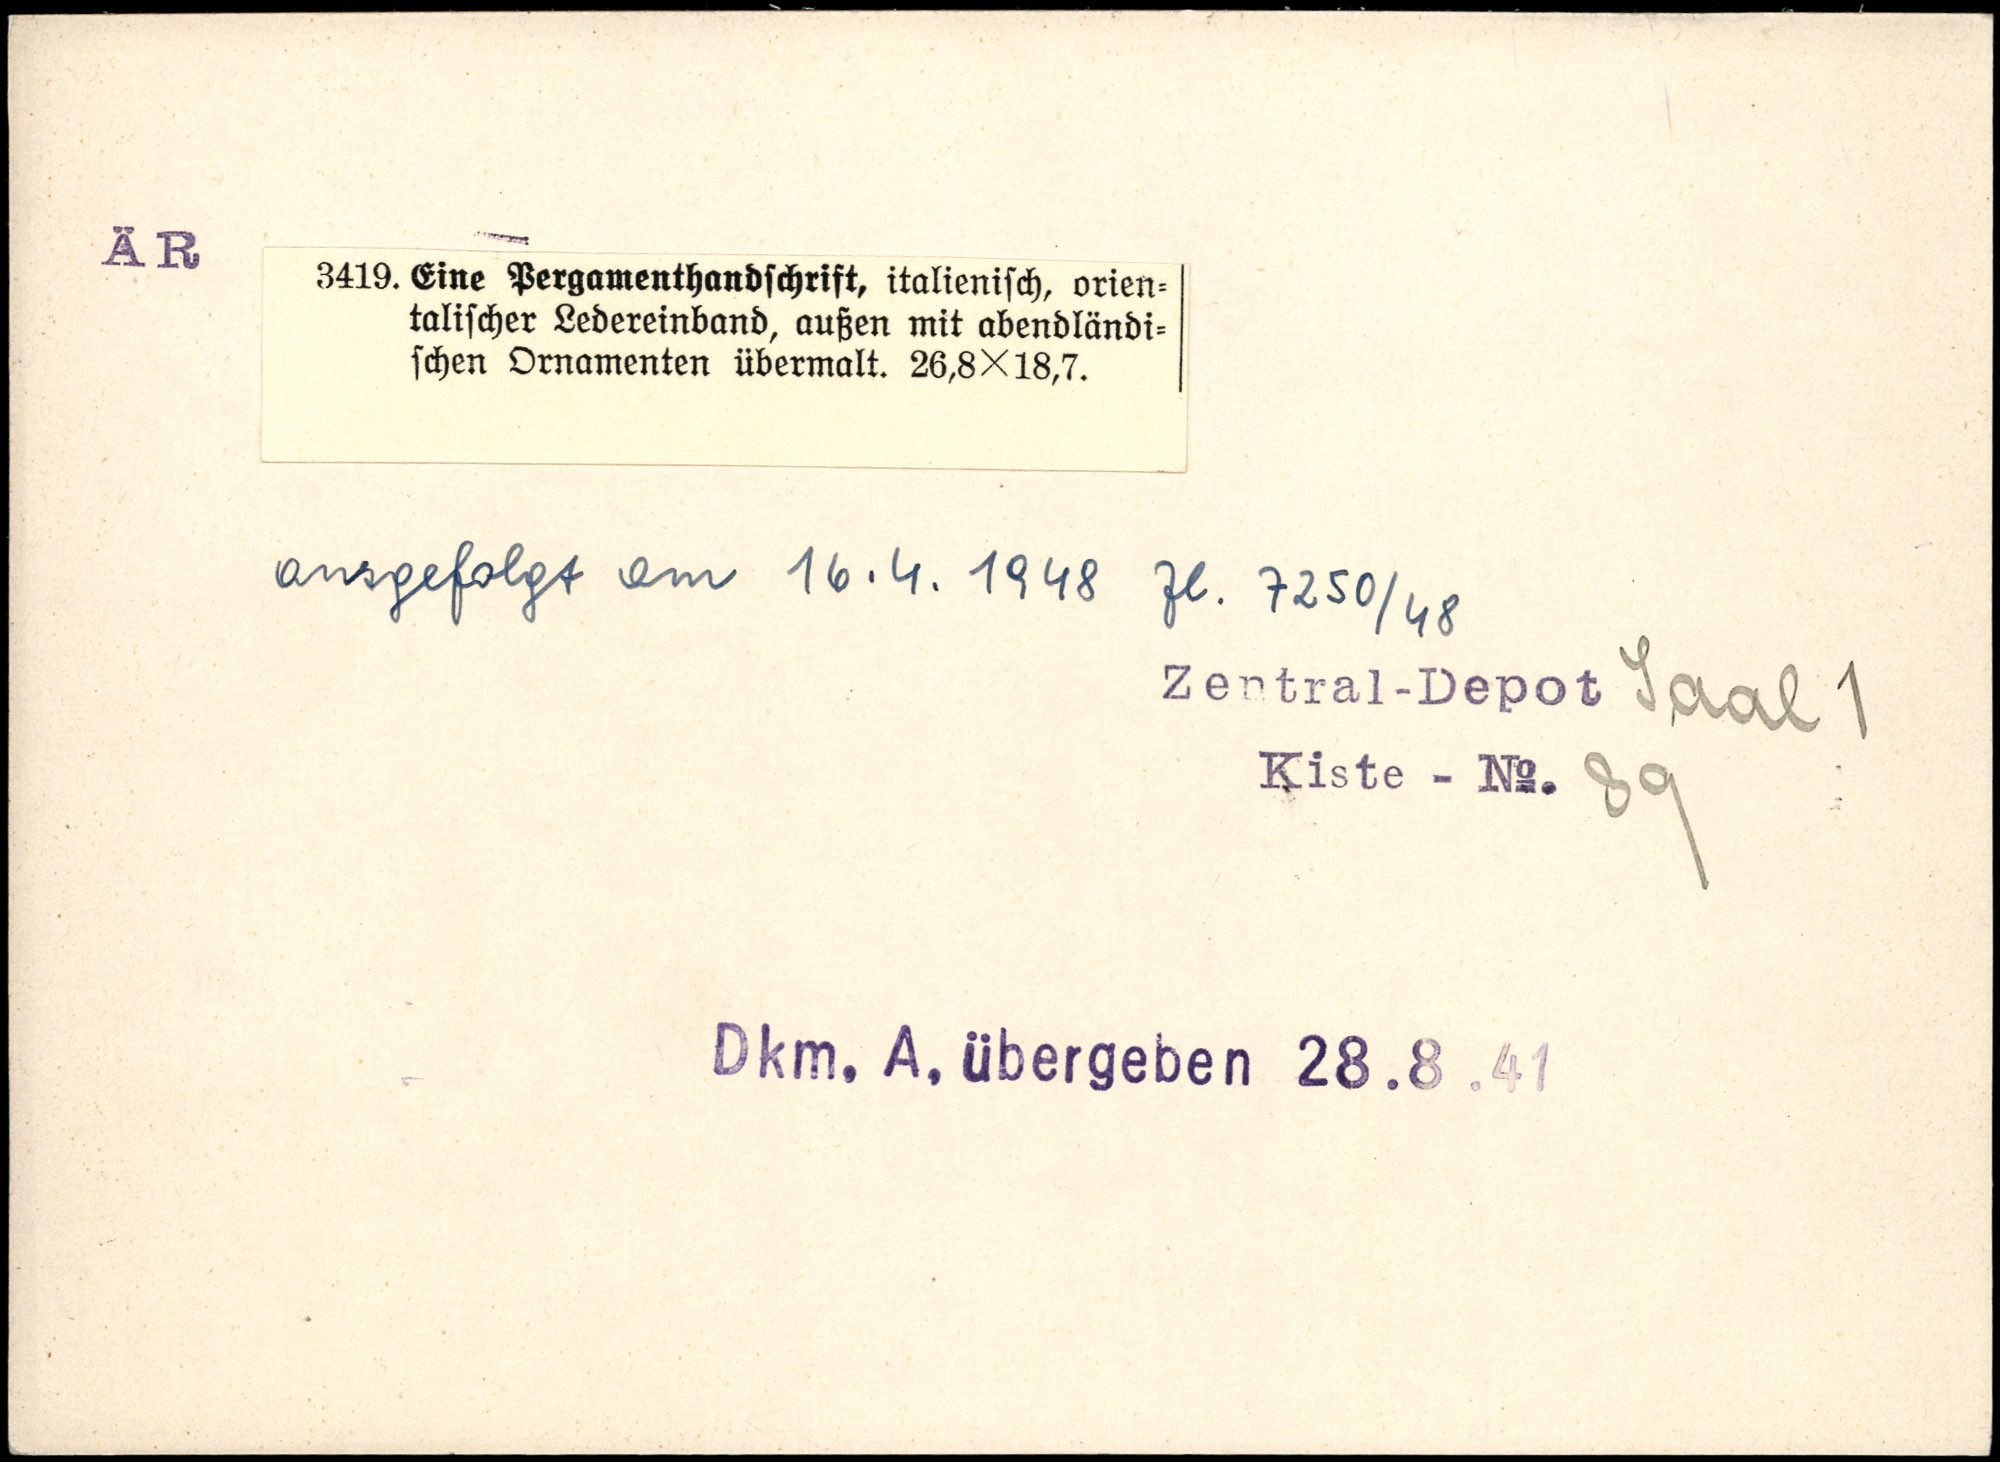 ÄR
3419. Eine Pergamenthandschrift, italienisch, orien-
talischer Ledereinband, außen mit abendländi-
schen Ornamenten übermalt. 26,8×18,7.
ausgefolgt am 16.4.1948 Zl. 7250/48
Zentral-Depot Saal 1
Kiste - No. 89
Dkm. A. übergeben 28.8.41